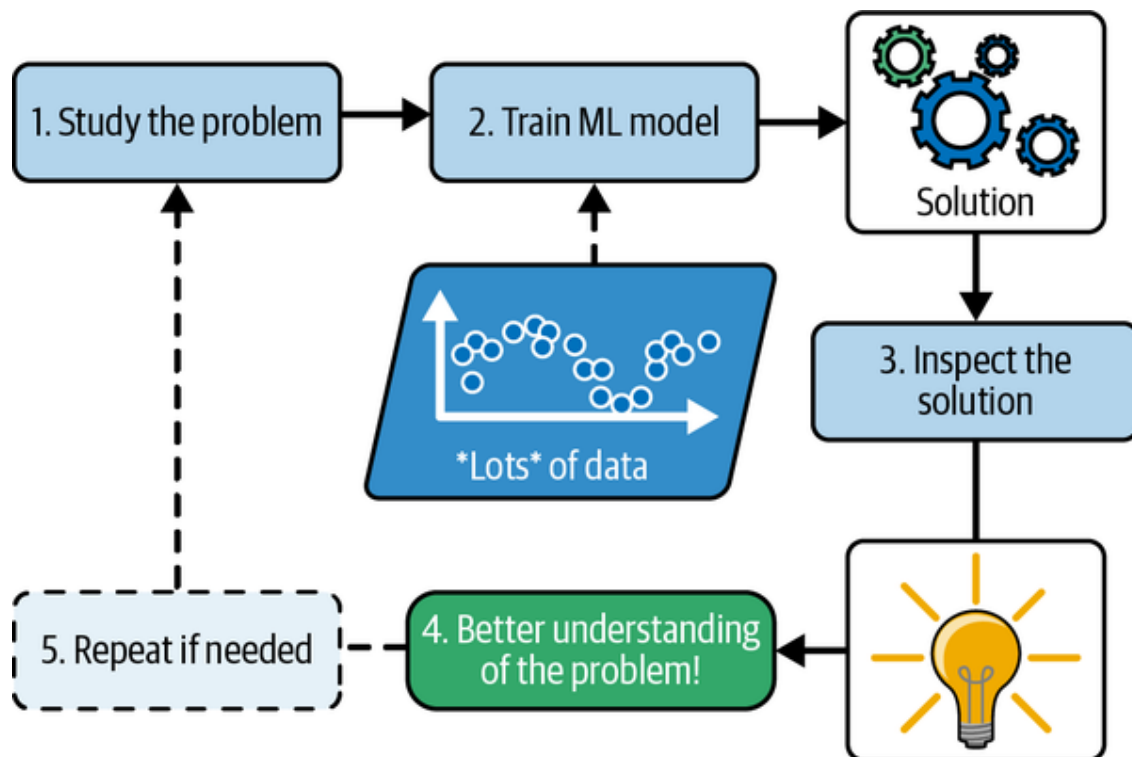 1. Study the problem
2. Train ML model
Solution
*Lots* of data
3. Inspect the
solution
4. Better understanding
of the problem!
5. Repeat if needed